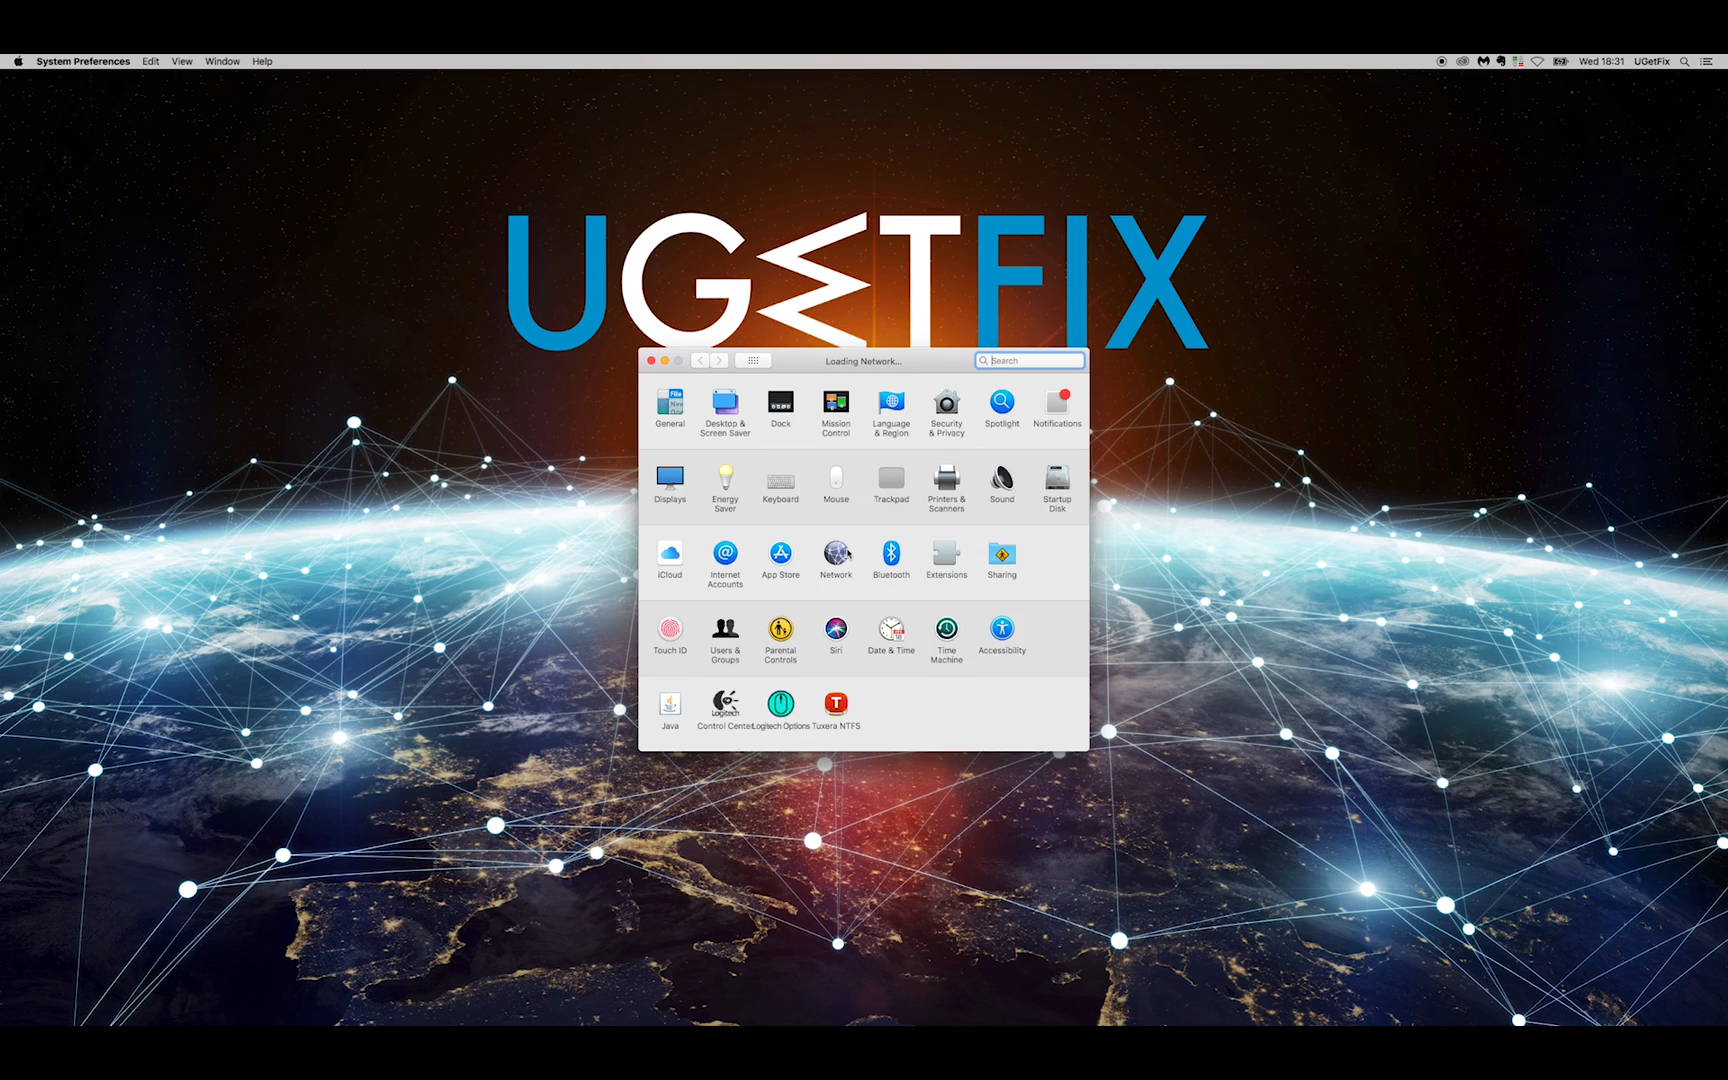 System Preferences Edit View Window Help
Wed 18:31 UGetFix
UGETFIX
Loading Network...
Search
General
Desktop &
Screen Saver
Dock
Mission
Control
Language
& Region
Security
& Privacy
Spotlight
Notifications
Displays
Energy
Saver
Keyboard
Mouse
Trackpad
Printers &
Scanners
Sound
Startup
Disk
iCloud
Internet
Accounts
App Store
Network
Bluetooth
Extensions
Sharing
Touch ID
Users &
Groups
Parental
Controls
Siri
Date & Time
Time
Machine
Accessibility
Java
Control Center
Logitech Options
Tuxera NTFS